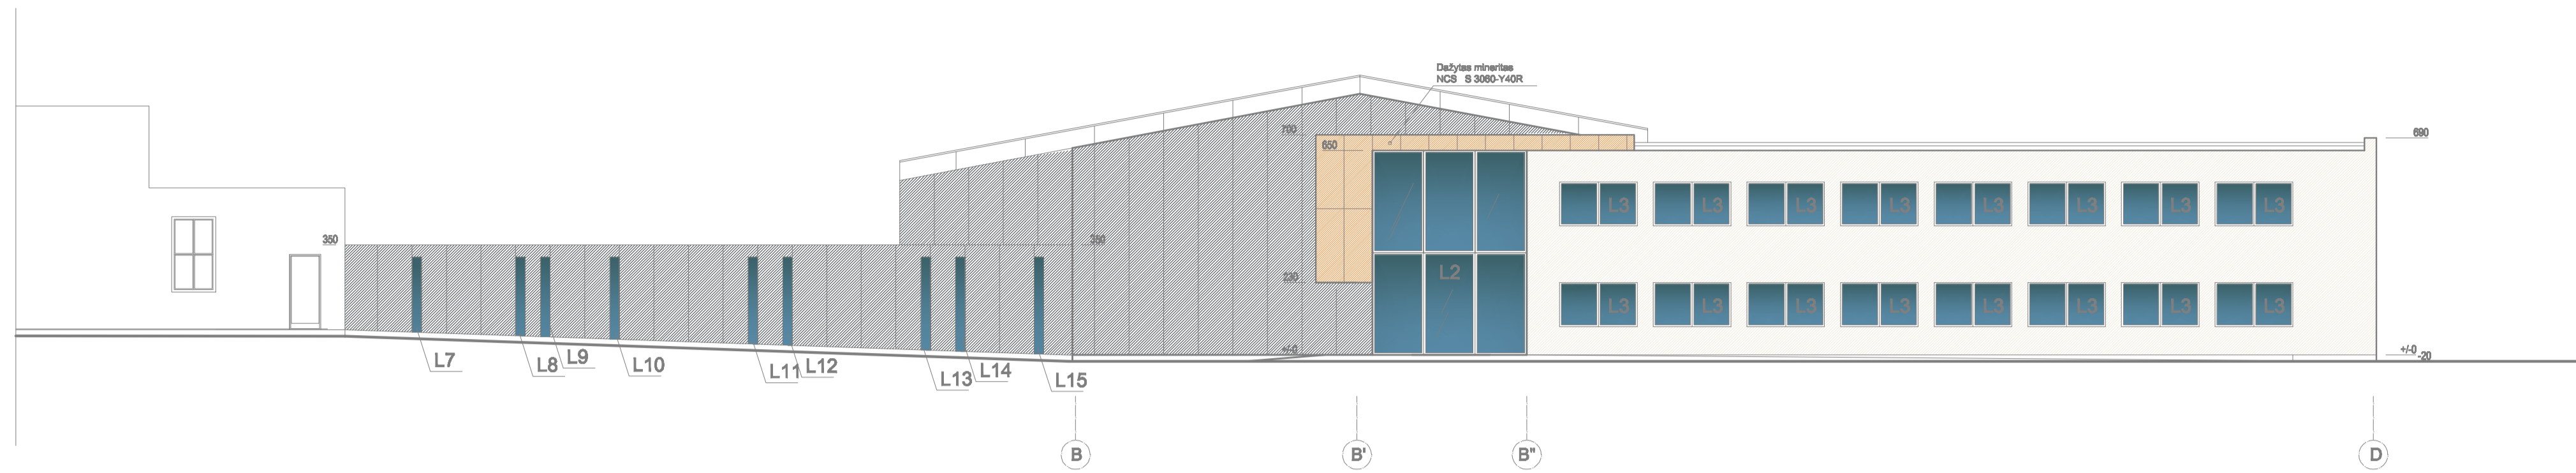 Dažytas mineritas
NCS S 3060-Y40R
700
690
650
L3 L3 L3 L3 L3 L3 L3 L3
350
350
L2
230
L3 L3 L3 L3 L3 L3 L3 L3
+/-0
+/-0
-20
L7
L8
L9
L10
L11
L12
L13
L14
L15
B
B'
B"
D